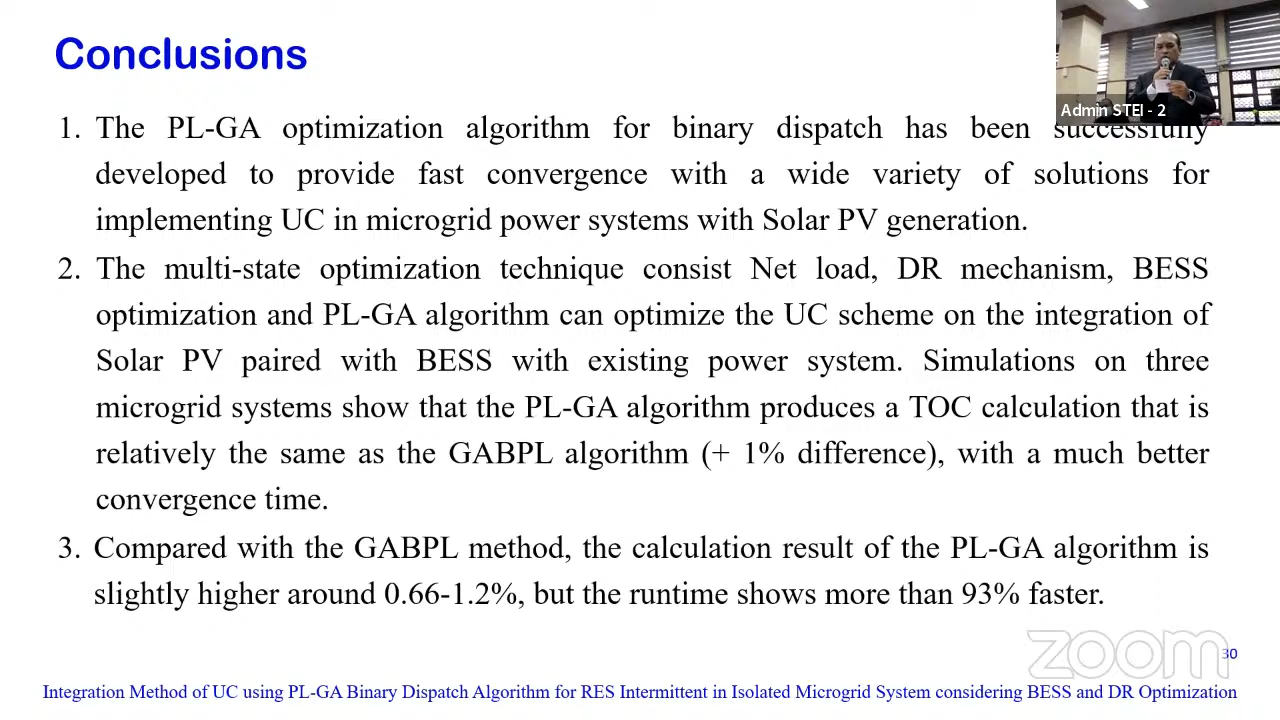 Conclusions
Admin STEI - 2
1. The PL-GA optimization algorithm for binary dispatch has been successfully
developed to provide fast convergence with a wide variety of solutions for
implementing UC in microgrid power systems with Solar PV generation.
2. The multi-state optimization technique consist Net load, DR mechanism, BESS
optimization and PL-GA algorithm can optimize the UC scheme on the integration of
Solar PV paired with BESS with existing power system. Simulations on three
microgrid systems show that the PL-GA algorithm produces a TOC calculation that is
relatively the same as the GABPL algorithm (+ 1% difference), with a much better
convergence time.
3. Compared with the GABPL method, the calculation result of the PL-GA algorithm is
slightly higher around 0.66-1.2%, but the runtime shows more than 93% faster.
zoom
30
Integration Method of UC using PL-GA Binary Dispatch Algorithm for RES Intermittent in Isolated Microgrid System considering BESS and DR Optimization